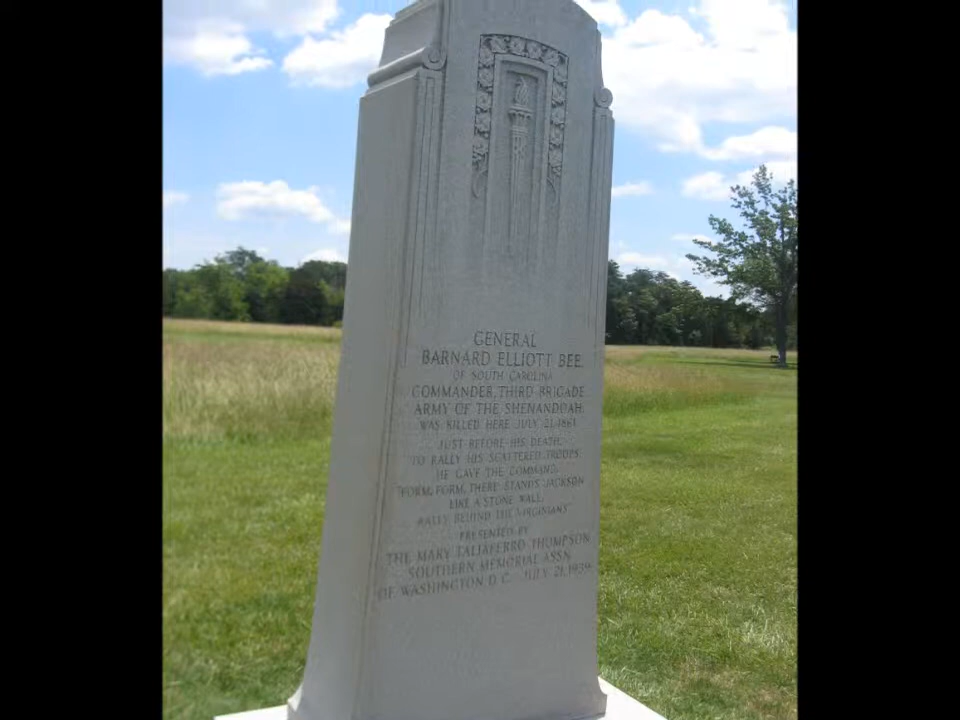 GENERAL
BARNARD ELLIOTT BEE
OF SOUTH CAROLINA
COMMANDER, THIRD BRIGADE
ARMY OF THE SHENANDOAH,
WAS KILLED HERE JULY 21, 1861
JUST BEFORE HIS DEATH,
TO RALLY HIS SCATTERED TROOPS,
HE GAVE THE COMMAND,
"FORM, FORM, THERE STANDS JACKSON
LIKE A STONE WALL,
RALLY BEHIND THE VIRGINIANS"
PRESENTED BY
THE MARY TALIAFERRO THOMPSON
SOUTHERN MEMORIAL ASSN.
OF WASHINGTON D.C. JULY 21, 1939